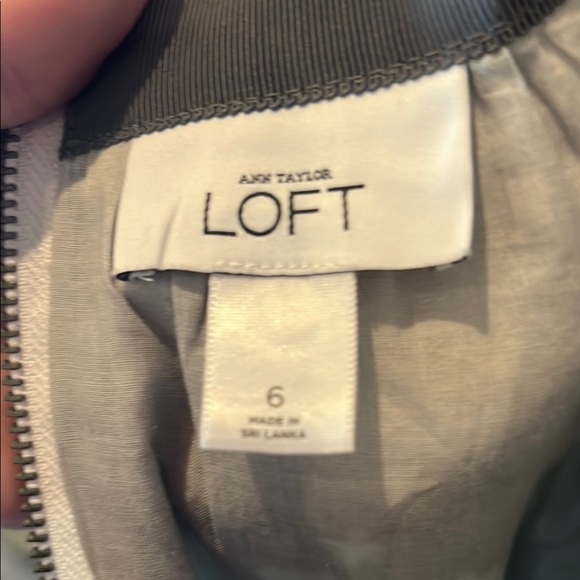 ANN TAYLOR
LOFT
6
MADE IN
SRI LANKA